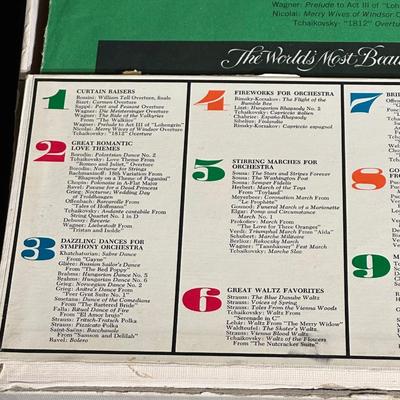 Wagner: Prelude to Act III of "Loh
Nicolai: Merry Wives of Windsor O
Tchaikovsky: "1812" Overtu
The World's Most Beau
1
CURTAIN RAISERS
Rossini: William Tell Overture, finale
Bizet: Carmen Overture
Suppé: Poet and Peasant Overture
Wagner: Die Meistersinger Overture
Wagner: The Ride of the Valkyries
From "The Walküre"
Wagner: Prelude to Act III of "Lohengrin"
Nicolai: Merry Wives of Windsor Overture
Tchaikovsky: "1812" Overture
2
GREAT ROMANTIC
LOVE THEMES
Borodin: Polovtsian Dance No. 2
Tchaikovsky: Love Theme From
"Romeo and Juliet"
Borodin: Nocturne for Strings
Rachmaninoff: 18th Variation From
"Rhapsody on a Theme of Paganini"
Chopin: Polonaise in A-Flat Major
Ravel: Pavane for a Dead Princess
Grieg: Nocturne; Wedding Day
at Troldhaugen
Offenbach: Barcarolle From
"Tales of Hoffmann"
Tchaikovsky: Andante cantabile From
String Quartet No. 1 in D
Debussy: Reverie
Wagner: Liebestod From
"Tristan and Isolde"
3
DAZZLING DANCES FOR
SYMPHONY ORCHESTRA
Khatchaturian: Sabre Dance
From "Gayne"
Glière: Russian Sailor's Dance
From "The Red Poppy"
Brahms: Hungarian Dance No. 5
Brahms: Hungarian Dance No. 6
Grieg: Norwegian Dance No. 2
Grieg: Anitra's Dance From
"Peer Gynt Suite No. 1"
Smetana: Dance of the Comedians
From "The Bartered Bride"
Falla: Ritual Dance of Fire
From "El Amor brujo"
Strauss: Tritsch-Tratsch Polka
Strauss: Pizzicato Polka
Saint-Saëns: Bacchanale
From "Samson and Delilah"
Ravel: Bolero
4
FIREWORKS FOR ORCHESTRA
Rimsky-Korsakov: The Flight of the
Bumble Bee
Liszt: Hungarian Rhapsody No. 2
Tchaikovsky: Capriccio italien
Chabrier: España-Rhapsody
Sibelius: Finlandia
Rimsky-Korsakov: Capriccio espagnol
5
STIRRING MARCHES FOR
ORCHESTRA
Sousa: The Stars and Stripes Forever
Sousa: The Washington Post
Sousa: Semper Fidelis
Herbert: March of the Toys
From "Toyland"
Meyerbeer: Coronation March From
"Le Prophète"
Gounod: Funeral March of a Marionette
Elgar: Pomp and Circumstance
March No. 1
Prokofiev: March From
"The Love for Three Oranges"
Verdi: Triumphal March From "Aida"
Schubert: Marche Militaire
Berlioz: Rakoczky March
Wagner: "Tannhäuser" Fest March
Tchaikovsky: Marche Slav
6
GREAT WALTZ FAVORITES
Strauss: The Blue Danube Waltz
Strauss: Voices of Spring
Strauss: Tales From the Vienna Woods
Tchaikovsky: Waltz From
"Serenade in C"
Lehár: Waltz From "The Merry Widow"
Waldteufel: The Skater's Waltz
Strauss: Vienna Blood Waltz
Tchaikovsky: Waltz of the Flowers
From "The Nutcracker Suite"
7
BRI
8
GO
FRO
9
M